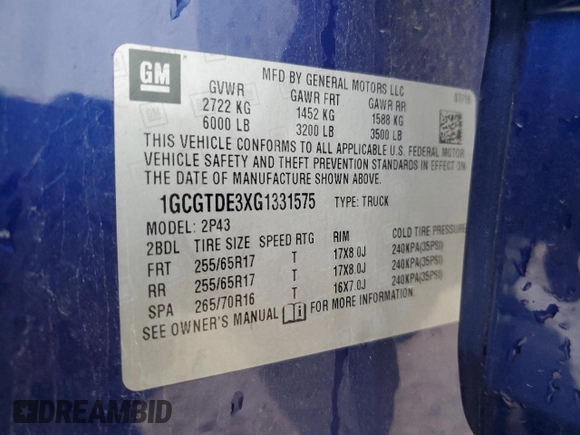 GM
MFD BY GENERAL MOTORS LLC
GVWR GAWR FRT GAWR RR
2722 KG 1452 KG 1588 KG
6000 LB 3200 LB 3500 LB
THIS VEHICLE CONFORMS TO ALL APPLICABLE U.S. FEDERAL MOTOR
VEHICLE SAFETY AND THEFT PREVENTION STANDARDS IN EFFECT ON
THE DATE OF MANUFACTURE SHOWN ABOVE.
1GCGTDE3XG1331575 TYPE: TRUCK
MODEL: 2P43
2BDL TIRE SIZE SPEED RTG RIM COLD TIRE PRESSURE
FRT 255/65R17 T 17X8.0J 240KPA(35PSI)
RR 255/65R17 T 17X8.0J 240KPA(35PSI)
SPA 265/70R16 T 16X7.0J 240KPA(35PSI)
SEE OWNER'S MANUAL FOR MORE INFORMATION.
DREAMBID